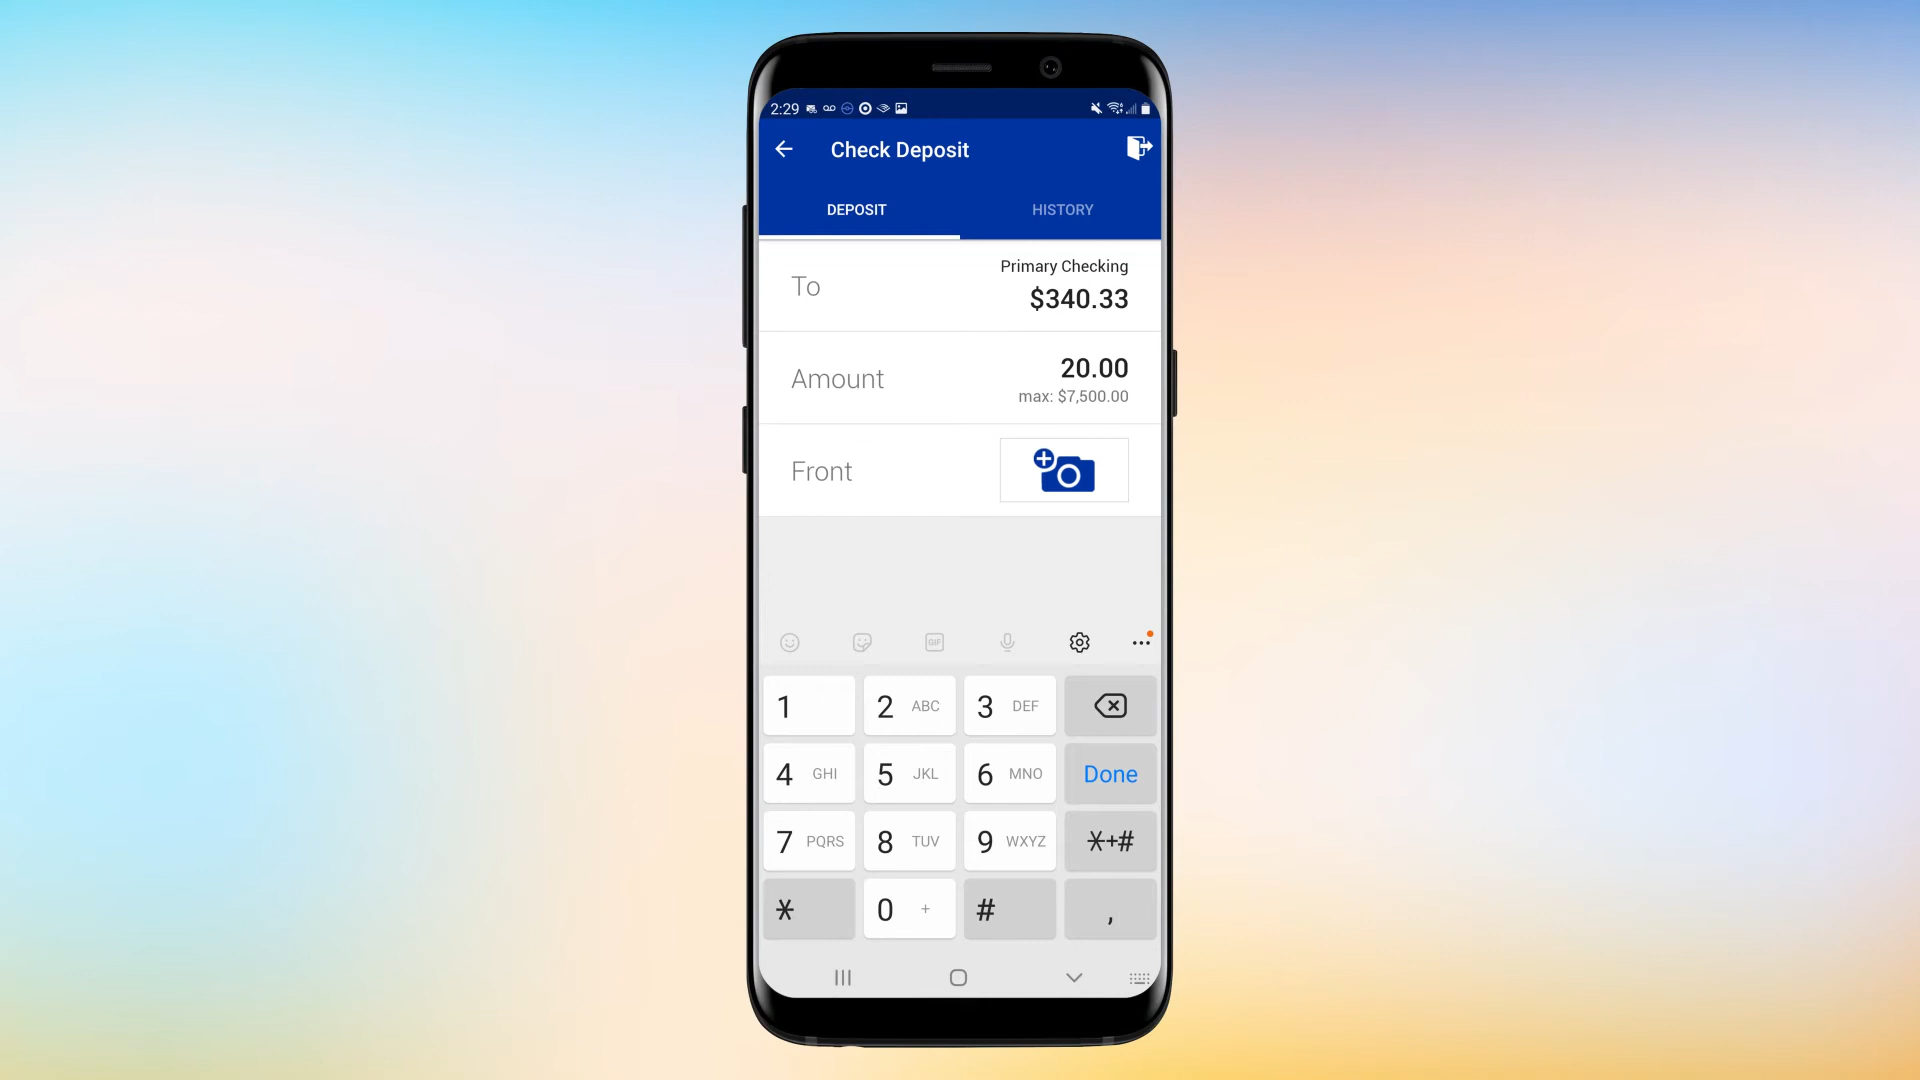 2:29
Check Deposit
DEPOSIT HISTORY
To
Primary Checking
$340.33
Amount
20.00
max: $7,500.00
Front
GIF
1 2 ABC 3 DEF
4 GHI 5 JKL 6 MNO Done
7 PQRS 8 TUV 9 WXYZ *+#
* 0 + # ,